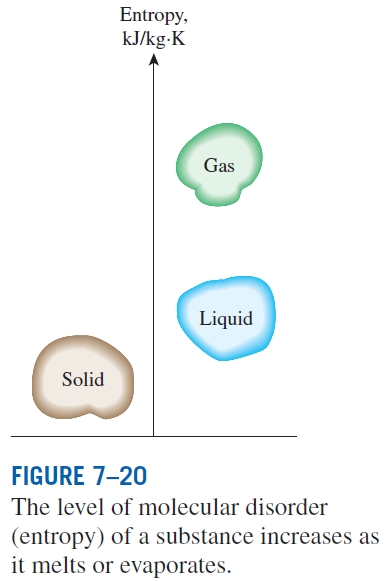 Entropy,
kJ/kg·K
Gas
Liquid
Solid
FIGURE 7–20
The level of molecular disorder
(entropy) of a substance increases as
it melts or evaporates.